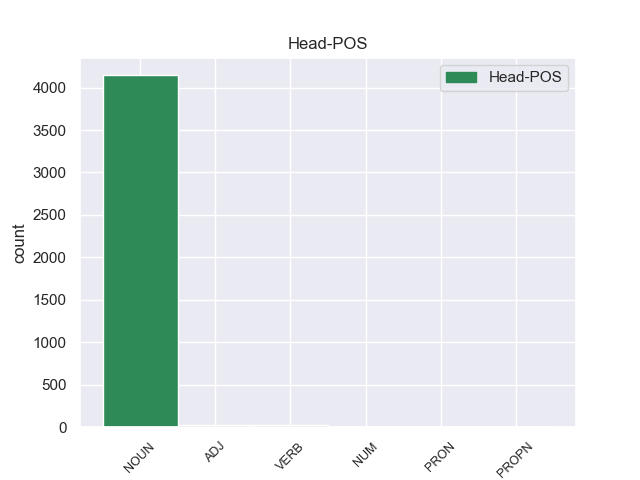 Head-POS
Head-POS
4000
3500
3000
2500
2000
1500
1000
500
0
count
NOUN
ADJ
VERB
NUM
PRON
PROPN